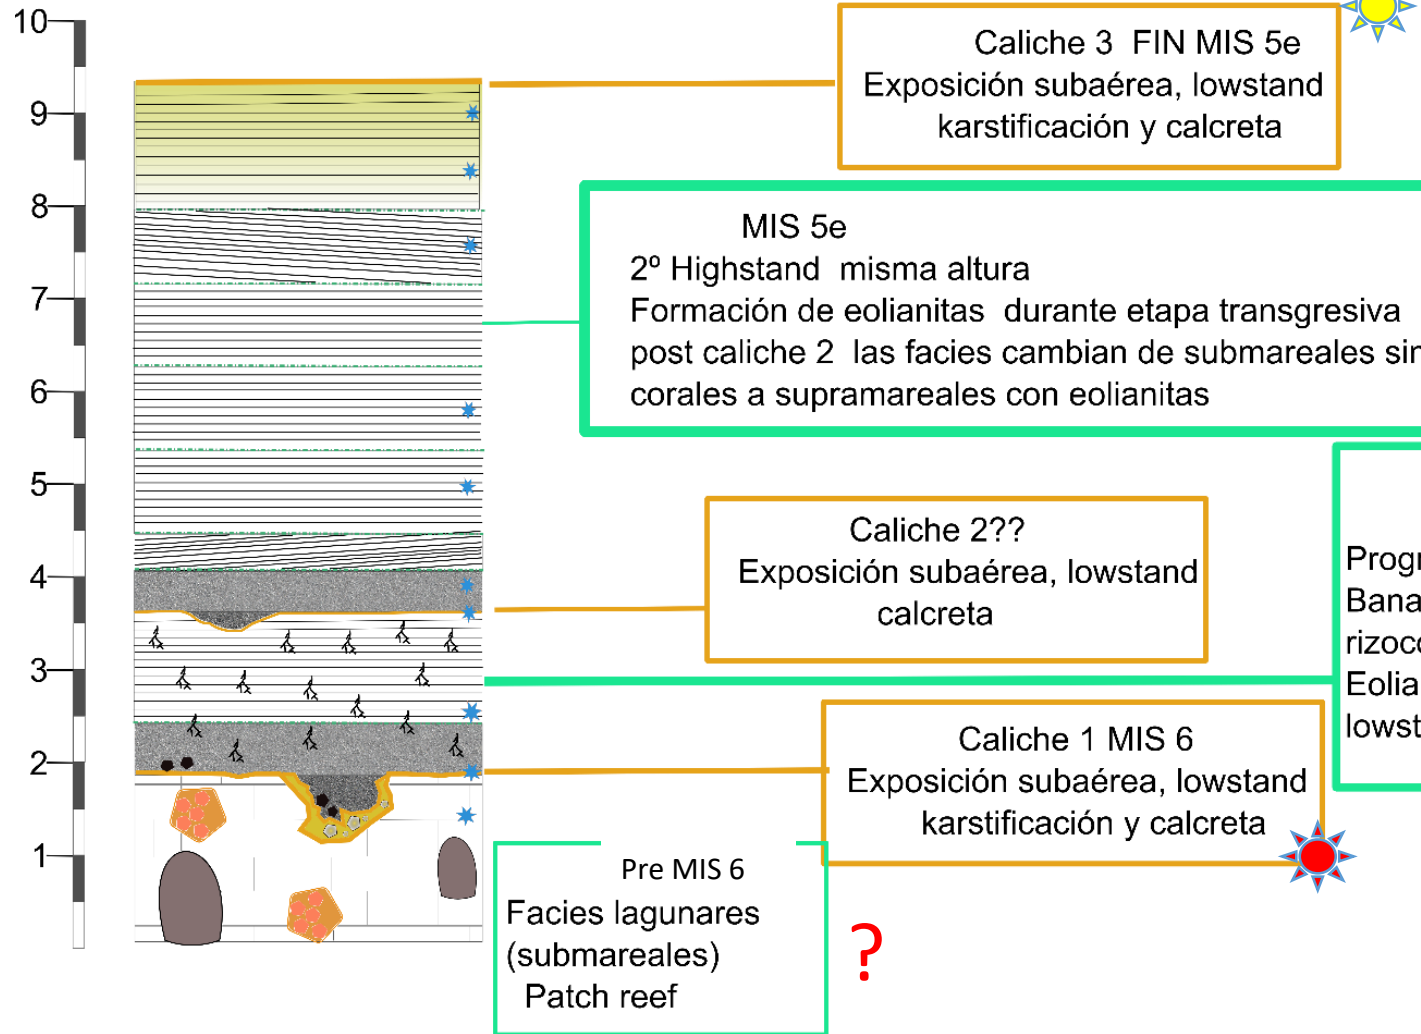 10
9
8
7
6
5
4
3
2
1
Caliche 3 FIN MIS 5e
Exposición subaérea, lowstand
karstificación y calcreta
MIS 5e
2º Highstand misma altura
Formación de eolianitas durante etapa transgresiva
post caliche 2 las facies cambian de submareales sin
corales a supramareales con eolianitas
Caliche 2??
Exposición subaérea, lowstand
calcreta
Caliche 1 MIS 6
Exposición subaérea, lowstand
karstificación y calcreta
Pre MIS 6
Facies lagunares
(submareales)
Patch reef
?